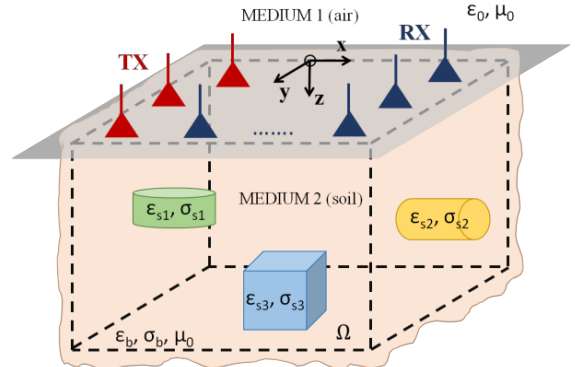 MEDIUM 1 (air)
ε₀, μ₀
TX
RX
x
y
z
........
MEDIUM 2 (soil)
εs1, σs1
εs2, σs2
εs3, σs3
εb, σb, μ₀
Ω